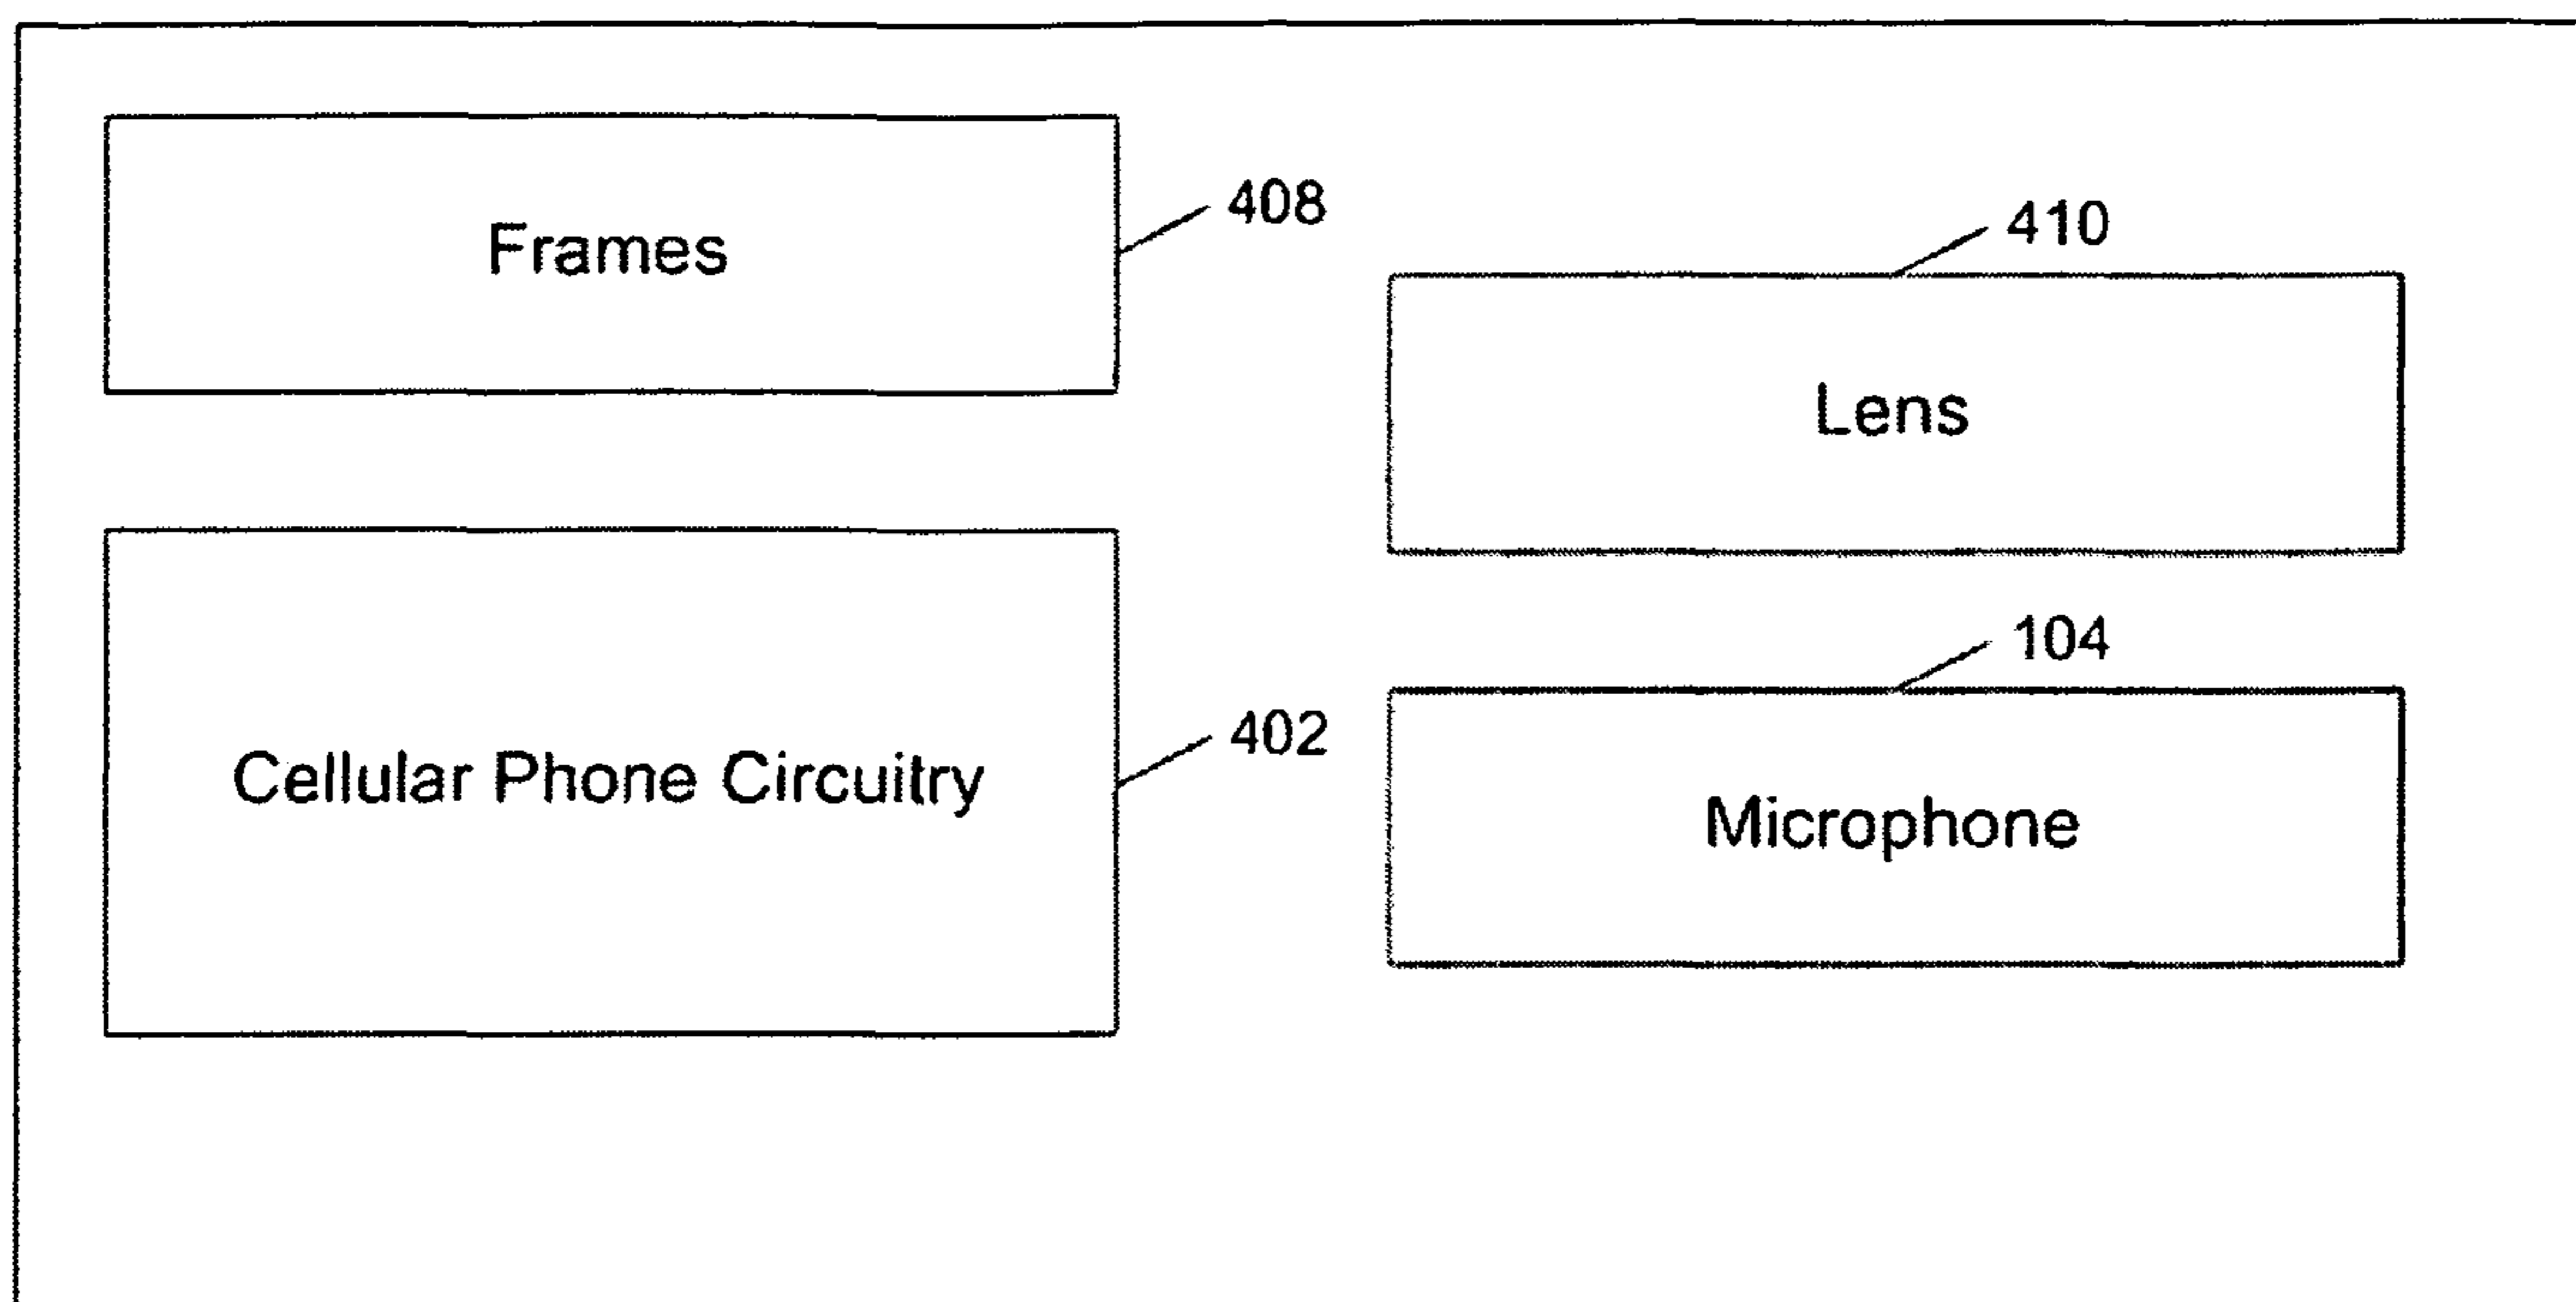 Frames
408
410
Lens
Cellular Phone Circuitry
402
104
Microphone